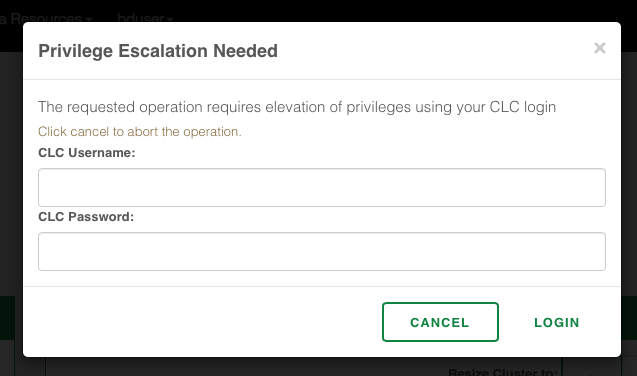 a Resources hduser
Privilege Escalation Needed ×
The requested operation requires elevation of privileges using your CLC login
Click cancel to abort the operation.
CLC Username:
CLC Password:
CANCEL LOGIN
Resize Cluster to: